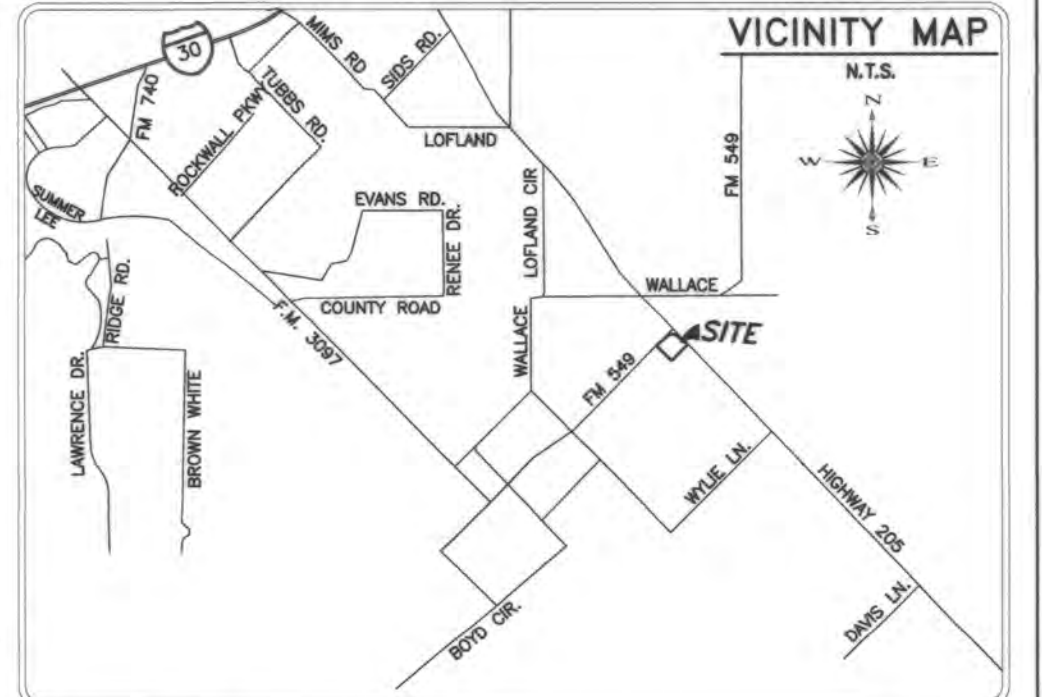 VICINITY MAP
N.T.S.
N
W
E
S
30
MIMS RD
SIDS RD.
FM 740
TUBBS RD.
ROCKWALL PKWY
LOFLAND
FM 549
SUMMER
LEE
EVANS RD.
RENEE DR.
LOFLAND CIR
RIDGE RD.
COUNTY ROAD
WALLACE
F.M. 3097
WALLACE
SITE
LAWRENCE DR.
BROWN WHITE
FM 549
WYLIE LN.
HIGHWAY 205
BOYD CIR.
DAVIS LN.